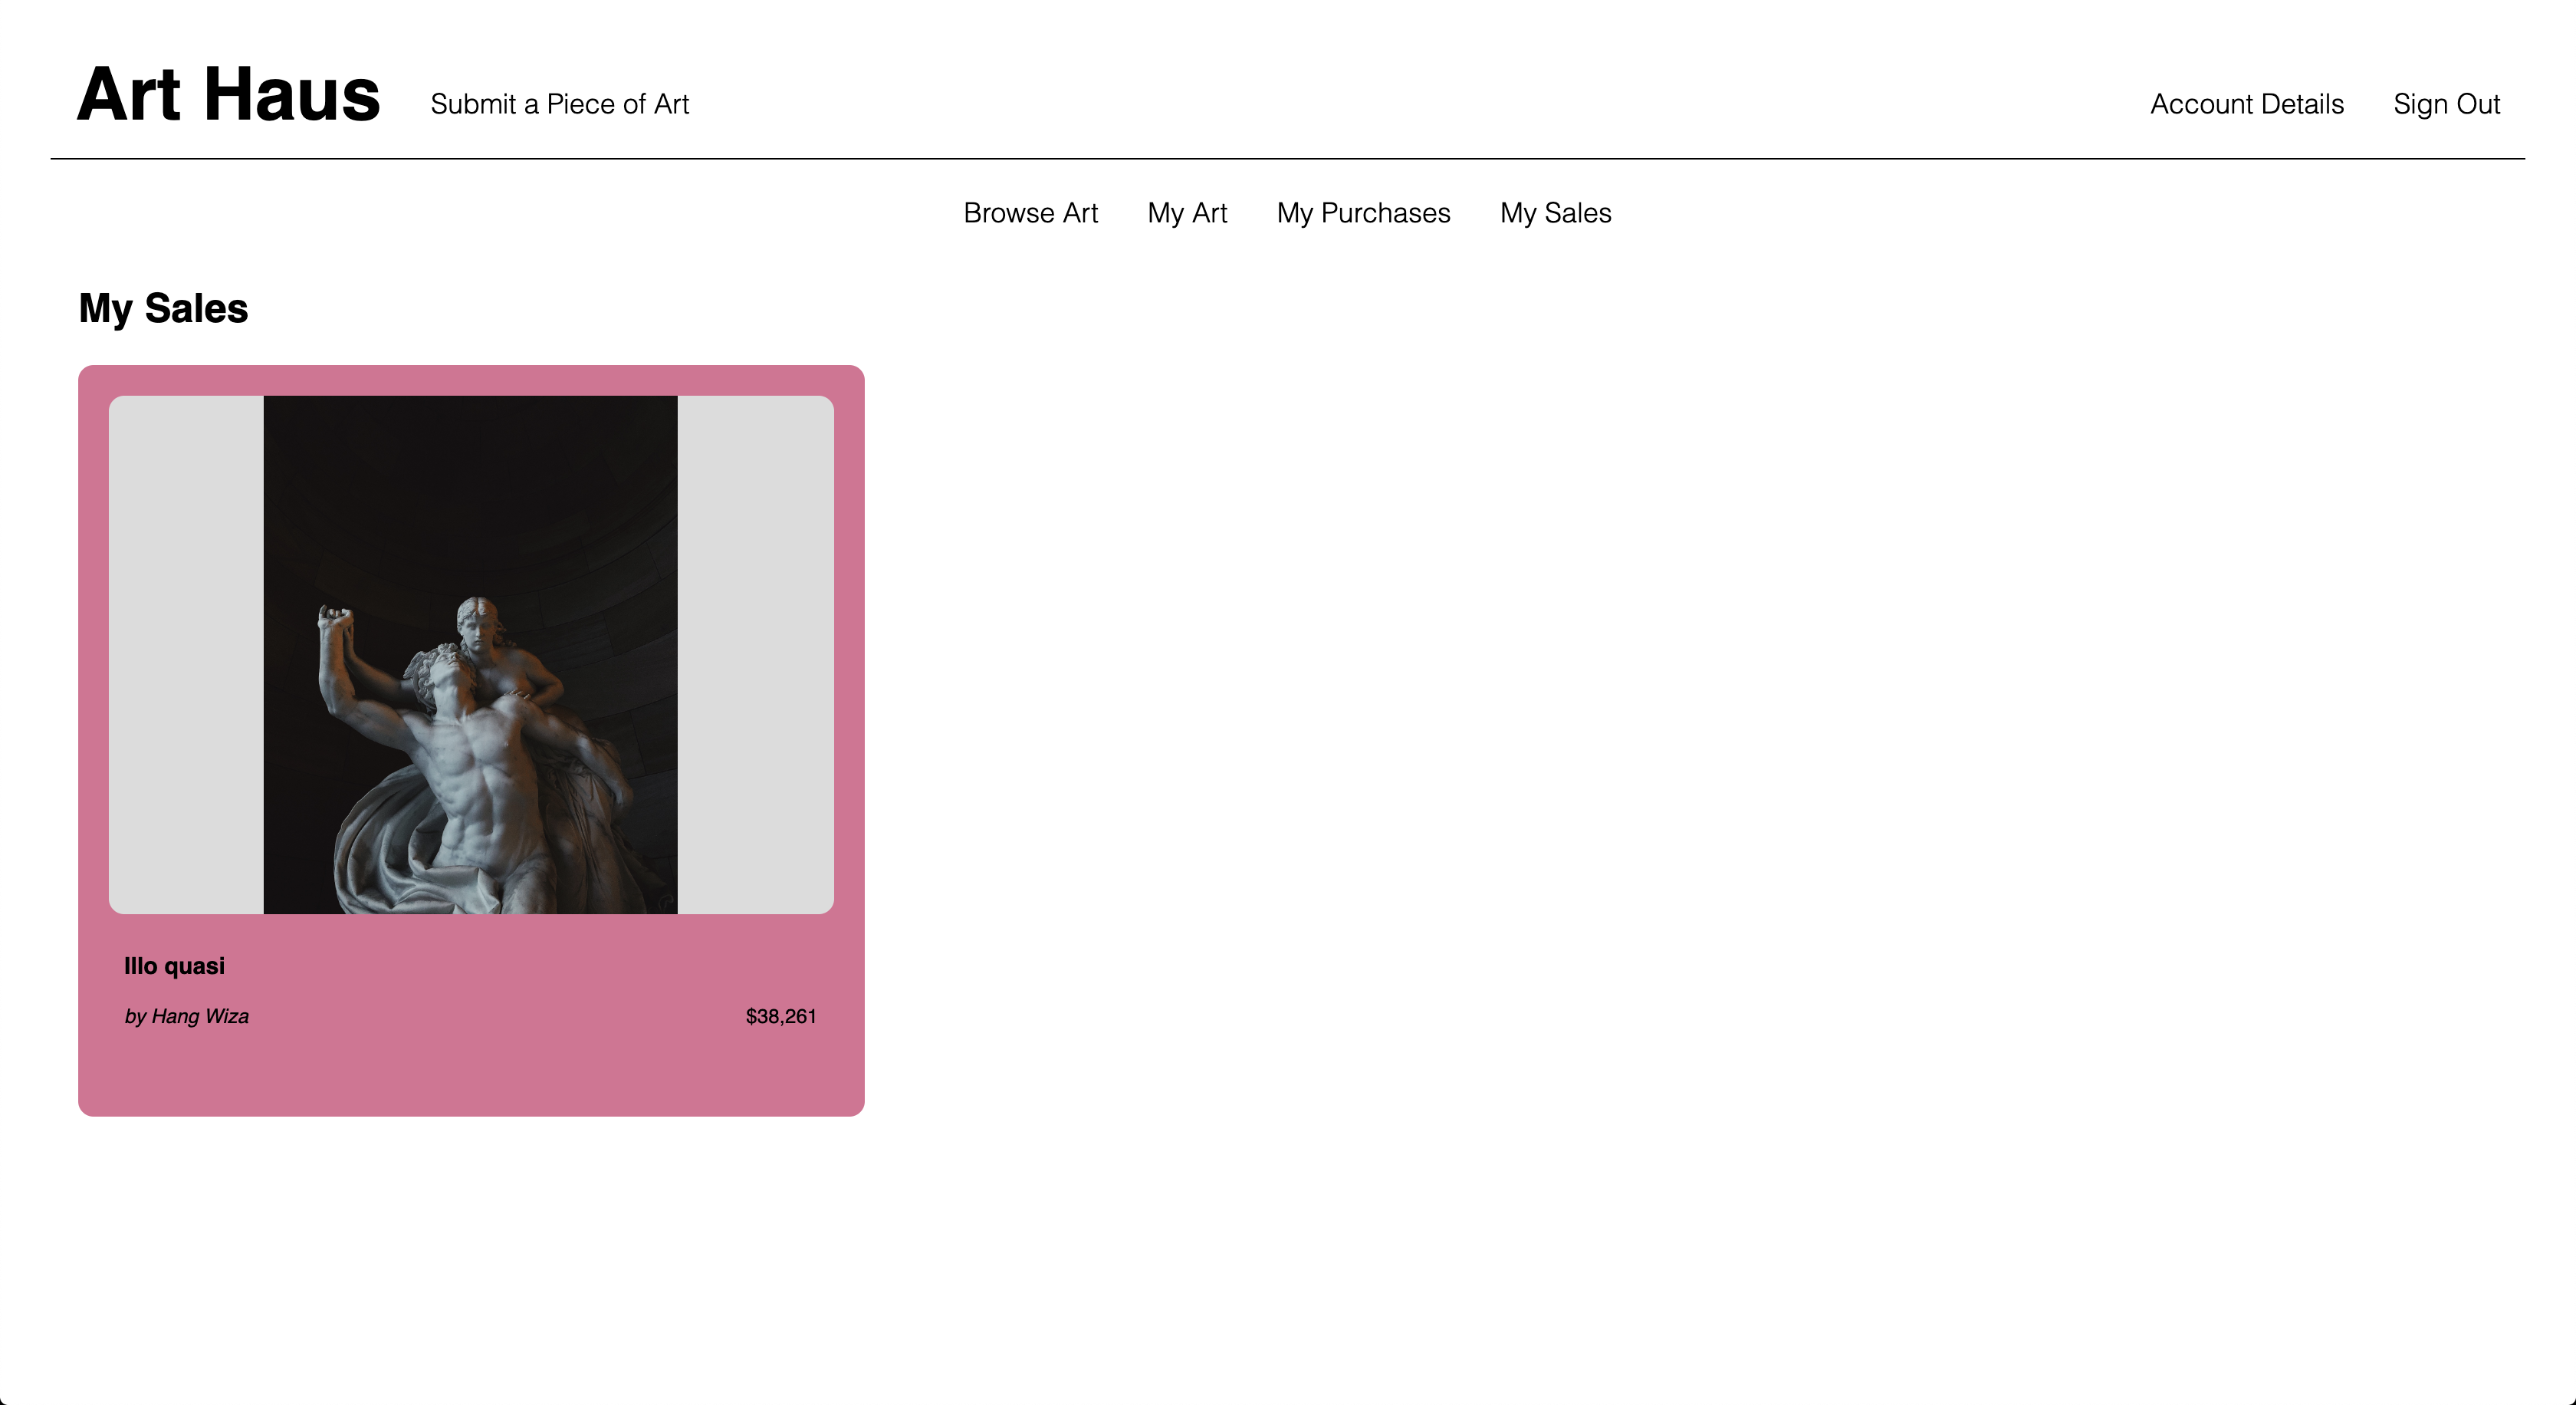 Art Haus
Submit a Piece of Art
Account Details
Sign Out
Browse Art
My Art
My Purchases
My Sales
My Sales
Illo quasi
by Hang Wiza
$38,261